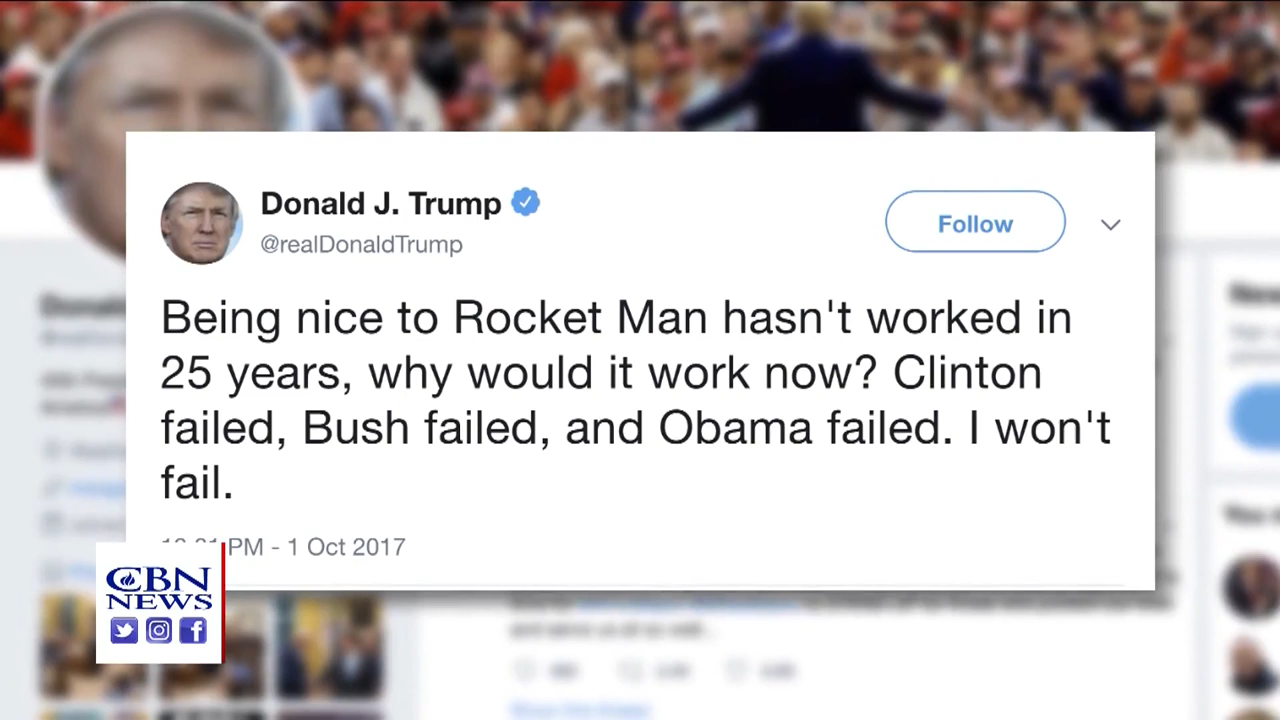 Donald J. Trump
@realDonaldTrump
Follow
Being nice to Rocket Man hasn't worked in
25 years, why would it work now? Clinton
failed, Bush failed, and Obama failed. I won't
fail.
PM - 1 Oct 2017
CBN
NEWS